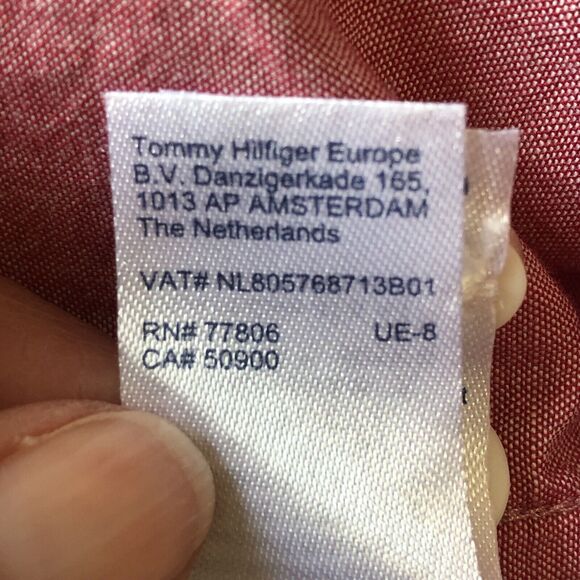 Tommy Hilfiger Europe
B.V. Danzigerkade 165,
1013 AP AMSTERDAM
The Netherlands
VAT# NL805768713B01
RN# 77806 UE-8
CA# 50900
t